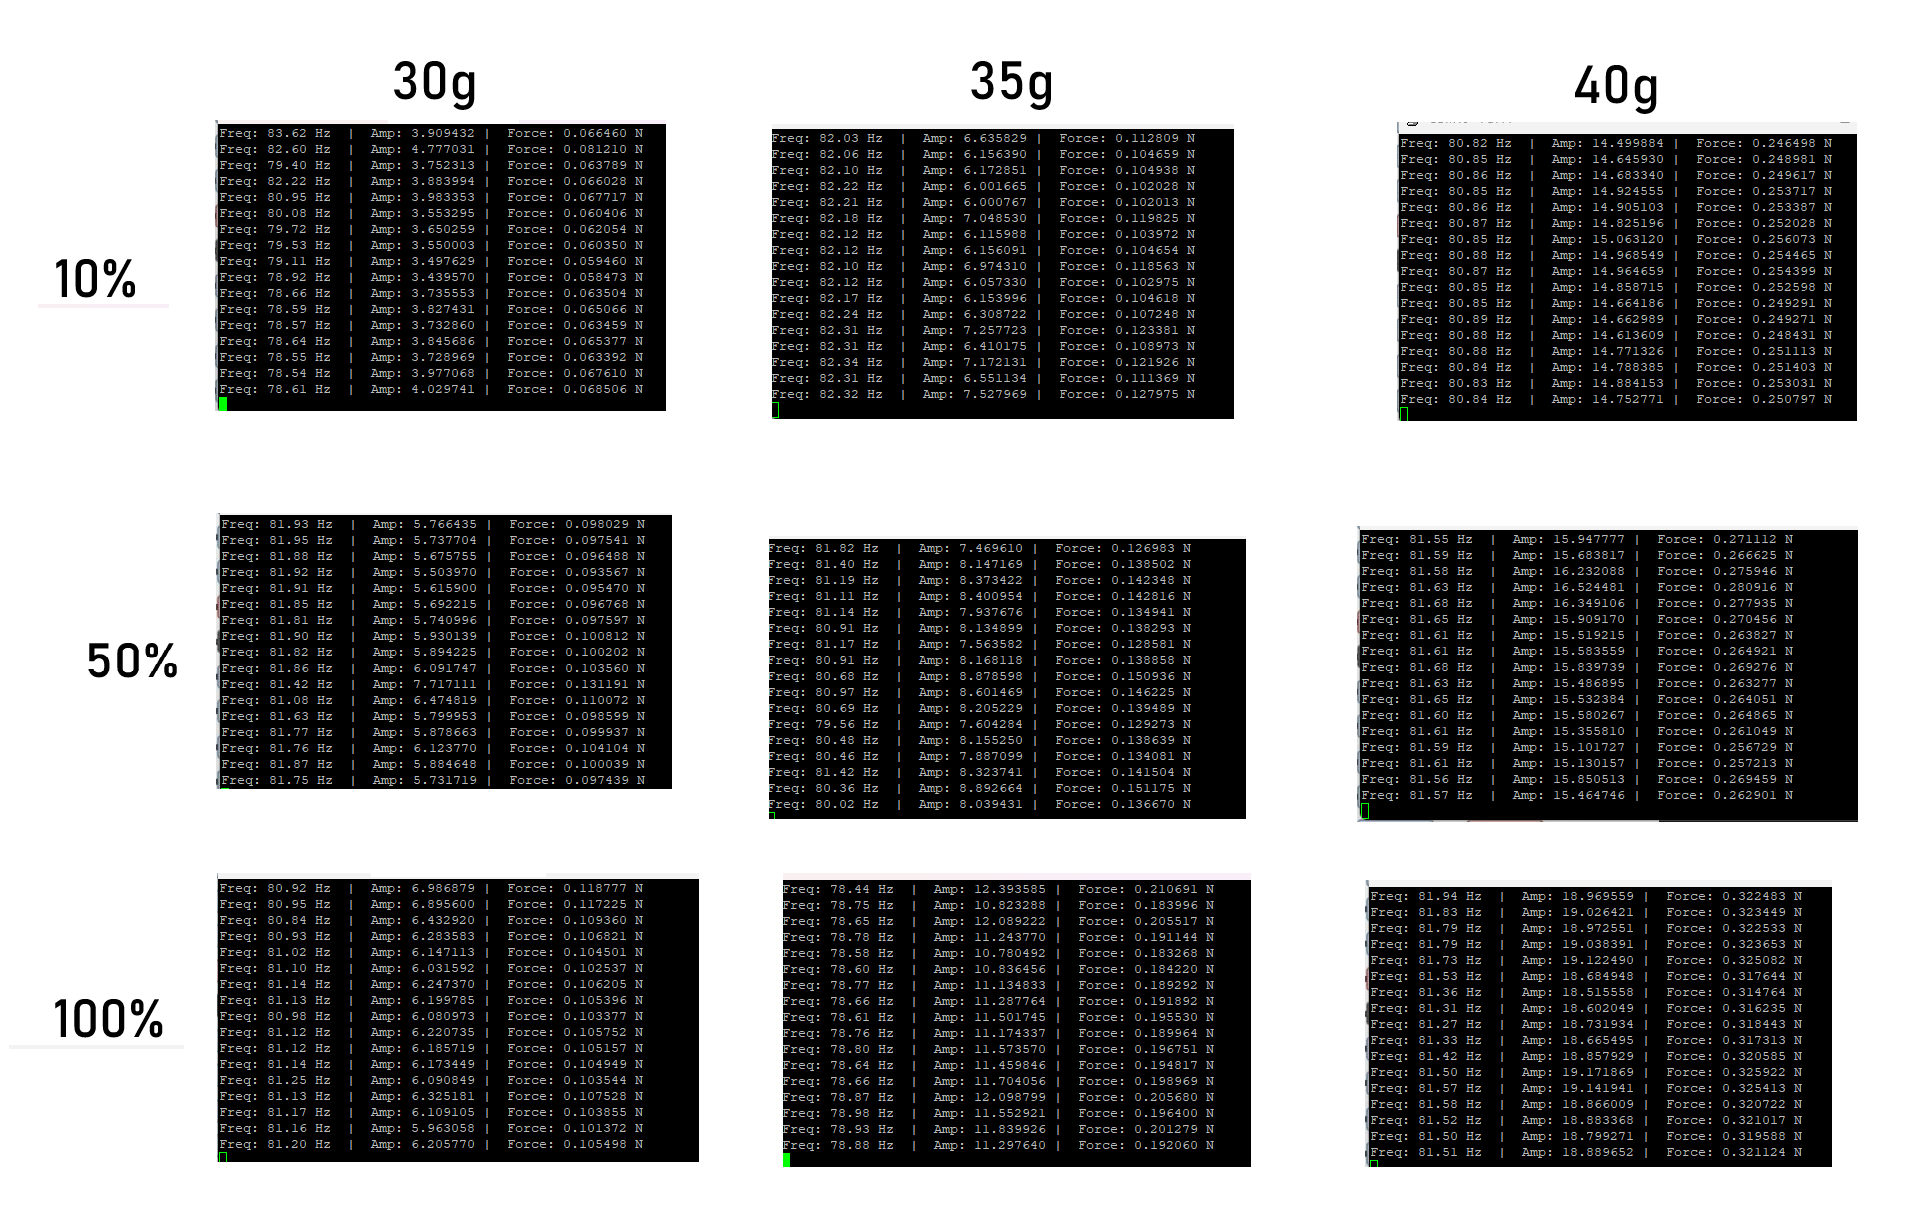 30g
35g
40g
10%
Freq: 83.62 Hz | Amp: 3.909432 | Force: 0.066460 N
Freq: 82.60 Hz | Amp: 4.777031 | Force: 0.081210 N
Freq: 79.40 Hz | Amp: 3.752313 | Force: 0.063789 N
Freq: 82.22 Hz | Amp: 3.883994 | Force: 0.066028 N
Freq: 80.95 Hz | Amp: 3.983353 | Force: 0.067717 N
Freq: 80.08 Hz | Amp: 3.553295 | Force: 0.060406 N
Freq: 79.72 Hz | Amp: 3.650259 | Force: 0.062054 N
Freq: 79.53 Hz | Amp: 3.550003 | Force: 0.060350 N
Freq: 79.11 Hz | Amp: 3.497629 | Force: 0.059460 N
Freq: 78.92 Hz | Amp: 3.439570 | Force: 0.058473 N
Freq: 78.66 Hz | Amp: 3.735553 | Force: 0.063504 N
Freq: 78.59 Hz | Amp: 3.827431 | Force: 0.065066 N
Freq: 78.57 Hz | Amp: 3.732860 | Force: 0.063459 N
Freq: 78.64 Hz | Amp: 3.845686 | Force: 0.065377 N
Freq: 78.55 Hz | Amp: 3.728969 | Force: 0.063392 N
Freq: 78.54 Hz | Amp: 3.977068 | Force: 0.067610 N
Freq: 78.61 Hz | Amp: 4.029741 | Force: 0.068506 N
Freq: 82.03 Hz | Amp: 6.635829 | Force: 0.112809 N
Freq: 82.06 Hz | Amp: 6.156390 | Force: 0.104659 N
Freq: 82.10 Hz | Amp: 6.172851 | Force: 0.104938 N
Freq: 82.22 Hz | Amp: 6.001665 | Force: 0.102028 N
Freq: 82.21 Hz | Amp: 6.000767 | Force: 0.102013 N
Freq: 82.18 Hz | Amp: 7.048530 | Force: 0.119825 N
Freq: 82.12 Hz | Amp: 6.115988 | Force: 0.103972 N
Freq: 82.12 Hz | Amp: 6.156091 | Force: 0.104654 N
Freq: 82.10 Hz | Amp: 6.974310 | Force: 0.118563 N
Freq: 82.12 Hz | Amp: 6.057330 | Force: 0.102975 N
Freq: 82.17 Hz | Amp: 6.153996 | Force: 0.104618 N
Freq: 82.24 Hz | Amp: 6.308722 | Force: 0.107248 N
Freq: 82.31 Hz | Amp: 7.257723 | Force: 0.123381 N
Freq: 82.31 Hz | Amp: 6.410175 | Force: 0.108973 N
Freq: 82.34 Hz | Amp: 7.172131 | Force: 0.121926 N
Freq: 82.31 Hz | Amp: 6.551134 | Force: 0.111369 N
Freq: 82.32 Hz | Amp: 7.527969 | Force: 0.127975 N
Freq: 80.82 Hz | Amp: 14.499884 | Force: 0.246498 N
Freq: 80.85 Hz | Amp: 14.645930 | Force: 0.248981 N
Freq: 80.86 Hz | Amp: 14.683340 | Force: 0.249617 N
Freq: 80.85 Hz | Amp: 14.924555 | Force: 0.253717 N
Freq: 80.86 Hz | Amp: 14.905103 | Force: 0.253387 N
Freq: 80.87 Hz | Amp: 14.825196 | Force: 0.252028 N
Freq: 80.85 Hz | Amp: 15.063120 | Force: 0.256073 N
Freq: 80.88 Hz | Amp: 14.968549 | Force: 0.254465 N
Freq: 80.87 Hz | Amp: 14.964659 | Force: 0.254399 N
Freq: 80.85 Hz | Amp: 14.858715 | Force: 0.252598 N
Freq: 80.85 Hz | Amp: 14.664186 | Force: 0.249291 N
Freq: 80.89 Hz | Amp: 14.662989 | Force: 0.249271 N
Freq: 80.88 Hz | Amp: 14.613609 | Force: 0.248431 N
Freq: 80.88 Hz | Amp: 14.771326 | Force: 0.251113 N
Freq: 80.84 Hz | Amp: 14.788385 | Force: 0.251403 N
Freq: 80.83 Hz | Amp: 14.884153 | Force: 0.253031 N
Freq: 80.84 Hz | Amp: 14.752771 | Force: 0.250797 N
50%
Freq: 81.93 Hz | Amp: 5.766435 | Force: 0.098029 N
Freq: 81.95 Hz | Amp: 5.737704 | Force: 0.097541 N
Freq: 81.88 Hz | Amp: 5.675755 | Force: 0.096488 N
Freq: 81.92 Hz | Amp: 5.503970 | Force: 0.093567 N
Freq: 81.91 Hz | Amp: 5.615900 | Force: 0.095470 N
Freq: 81.85 Hz | Amp: 5.692215 | Force: 0.096768 N
Freq: 81.81 Hz | Amp: 5.740996 | Force: 0.097597 N
Freq: 81.90 Hz | Amp: 5.930139 | Force: 0.100812 N
Freq: 81.82 Hz | Amp: 5.894225 | Force: 0.100202 N
Freq: 81.86 Hz | Amp: 6.091747 | Force: 0.103560 N
Freq: 81.42 Hz | Amp: 7.717111 | Force: 0.131191 N
Freq: 81.08 Hz | Amp: 6.474819 | Force: 0.110072 N
Freq: 81.63 Hz | Amp: 5.799953 | Force: 0.098599 N
Freq: 81.77 Hz | Amp: 5.878663 | Force: 0.099937 N
Freq: 81.76 Hz | Amp: 6.123770 | Force: 0.104104 N
Freq: 81.87 Hz | Amp: 5.884648 | Force: 0.100039 N
Freq: 81.75 Hz | Amp: 5.731719 | Force: 0.097439 N
Freq: 81.82 Hz | Amp: 7.469610 | Force: 0.126983 N
Freq: 81.40 Hz | Amp: 8.147169 | Force: 0.138502 N
Freq: 81.19 Hz | Amp: 8.373422 | Force: 0.142348 N
Freq: 81.11 Hz | Amp: 8.400954 | Force: 0.142816 N
Freq: 81.14 Hz | Amp: 7.937676 | Force: 0.134941 N
Freq: 80.91 Hz | Amp: 8.134899 | Force: 0.138293 N
Freq: 81.17 Hz | Amp: 7.563582 | Force: 0.128581 N
Freq: 80.91 Hz | Amp: 8.168118 | Force: 0.138858 N
Freq: 80.68 Hz | Amp: 8.878598 | Force: 0.150936 N
Freq: 80.97 Hz | Amp: 8.601469 | Force: 0.146225 N
Freq: 80.69 Hz | Amp: 8.205229 | Force: 0.139489 N
Freq: 79.56 Hz | Amp: 7.604284 | Force: 0.129273 N
Freq: 80.48 Hz | Amp: 8.155250 | Force: 0.138639 N
Freq: 80.46 Hz | Amp: 7.887099 | Force: 0.134081 N
Freq: 81.42 Hz | Amp: 8.323741 | Force: 0.141504 N
Freq: 80.36 Hz | Amp: 8.892664 | Force: 0.151175 N
Freq: 80.02 Hz | Amp: 8.039431 | Force: 0.136670 N
Freq: 81.55 Hz | Amp: 15.947777 | Force: 0.271112 N
Freq: 81.59 Hz | Amp: 15.683817 | Force: 0.266625 N
Freq: 81.58 Hz | Amp: 16.232088 | Force: 0.275946 N
Freq: 81.63 Hz | Amp: 16.524481 | Force: 0.280916 N
Freq: 81.68 Hz | Amp: 16.349106 | Force: 0.277935 N
Freq: 81.65 Hz | Amp: 15.909170 | Force: 0.270456 N
Freq: 81.61 Hz | Amp: 15.519215 | Force: 0.263827 N
Freq: 81.61 Hz | Amp: 15.583559 | Force: 0.264921 N
Freq: 81.68 Hz | Amp: 15.839739 | Force: 0.269276 N
Freq: 81.63 Hz | Amp: 15.486895 | Force: 0.263277 N
Freq: 81.65 Hz | Amp: 15.532384 | Force: 0.264051 N
Freq: 81.60 Hz | Amp: 15.580267 | Force: 0.264865 N
Freq: 81.61 Hz | Amp: 15.355810 | Force: 0.261049 N
Freq: 81.59 Hz | Amp: 15.101727 | Force: 0.256729 N
Freq: 81.61 Hz | Amp: 15.130157 | Force: 0.257213 N
Freq: 81.56 Hz | Amp: 15.850513 | Force: 0.269459 N
Freq: 81.57 Hz | Amp: 15.464746 | Force: 0.262901 N
100%
Freq: 80.92 Hz | Amp: 6.986879 | Force: 0.118777 N
Freq: 80.95 Hz | Amp: 6.895600 | Force: 0.117225 N
Freq: 80.84 Hz | Amp: 6.432920 | Force: 0.109360 N
Freq: 80.93 Hz | Amp: 6.283583 | Force: 0.106821 N
Freq: 81.02 Hz | Amp: 6.147113 | Force: 0.104501 N
Freq: 81.10 Hz | Amp: 6.031592 | Force: 0.102537 N
Freq: 81.14 Hz | Amp: 6.247370 | Force: 0.106205 N
Freq: 81.13 Hz | Amp: 6.199785 | Force: 0.105396 N
Freq: 80.98 Hz | Amp: 6.080973 | Force: 0.103377 N
Freq: 81.12 Hz | Amp: 6.220735 | Force: 0.105752 N
Freq: 81.12 Hz | Amp: 6.185719 | Force: 0.105157 N
Freq: 81.14 Hz | Amp: 6.173449 | Force: 0.104949 N
Freq: 81.25 Hz | Amp: 6.090849 | Force: 0.103544 N
Freq: 81.13 Hz | Amp: 6.325181 | Force: 0.107528 N
Freq: 81.17 Hz | Amp: 6.109105 | Force: 0.103855 N
Freq: 81.16 Hz | Amp: 5.963058 | Force: 0.101372 N
Freq: 81.20 Hz | Amp: 6.205770 | Force: 0.105498 N
Freq: 78.44 Hz | Amp: 12.393585 | Force: 0.210691 N
Freq: 78.75 Hz | Amp: 10.823288 | Force: 0.183996 N
Freq: 78.65 Hz | Amp: 12.089222 | Force: 0.205517 N
Freq: 78.78 Hz | Amp: 11.243770 | Force: 0.191144 N
Freq: 78.58 Hz | Amp: 10.780492 | Force: 0.183268 N
Freq: 78.60 Hz | Amp: 10.836456 | Force: 0.184220 N
Freq: 78.77 Hz | Amp: 11.134833 | Force: 0.189292 N
Freq: 78.66 Hz | Amp: 11.287764 | Force: 0.191892 N
Freq: 78.61 Hz | Amp: 11.501745 | Force: 0.195530 N
Freq: 78.76 Hz | Amp: 11.174337 | Force: 0.189964 N
Freq: 78.80 Hz | Amp: 11.573570 | Force: 0.196751 N
Freq: 78.64 Hz | Amp: 11.459846 | Force: 0.194817 N
Freq: 78.66 Hz | Amp: 11.704056 | Force: 0.198969 N
Freq: 78.87 Hz | Amp: 12.098799 | Force: 0.205680 N
Freq: 78.98 Hz | Amp: 11.552921 | Force: 0.196400 N
Freq: 78.93 Hz | Amp: 11.839926 | Force: 0.201279 N
Freq: 78.88 Hz | Amp: 11.297640 | Force: 0.192060 N
Freq: 81.94 Hz | Amp: 18.969559 | Force: 0.322483 N
Freq: 81.83 Hz | Amp: 19.026421 | Force: 0.323449 N
Freq: 81.79 Hz | Amp: 18.972551 | Force: 0.322533 N
Freq: 81.79 Hz | Amp: 19.038391 | Force: 0.323653 N
Freq: 81.73 Hz | Amp: 19.122490 | Force: 0.325082 N
Freq: 81.53 Hz | Amp: 18.684948 | Force: 0.317644 N
Freq: 81.36 Hz | Amp: 18.515558 | Force: 0.314764 N
Freq: 81.31 Hz | Amp: 18.602049 | Force: 0.316235 N
Freq: 81.27 Hz | Amp: 18.731934 | Force: 0.318443 N
Freq: 81.33 Hz | Amp: 18.665495 | Force: 0.317313 N
Freq: 81.42 Hz | Amp: 18.857929 | Force: 0.320585 N
Freq: 81.50 Hz | Amp: 19.171869 | Force: 0.325922 N
Freq: 81.57 Hz | Amp: 19.141941 | Force: 0.325413 N
Freq: 81.58 Hz | Amp: 18.866009 | Force: 0.320722 N
Freq: 81.52 Hz | Amp: 18.883368 | Force: 0.321017 N
Freq: 81.50 Hz | Amp: 18.799271 | Force: 0.319588 N
Freq: 81.51 Hz | Amp: 18.889652 | Force: 0.321124 N